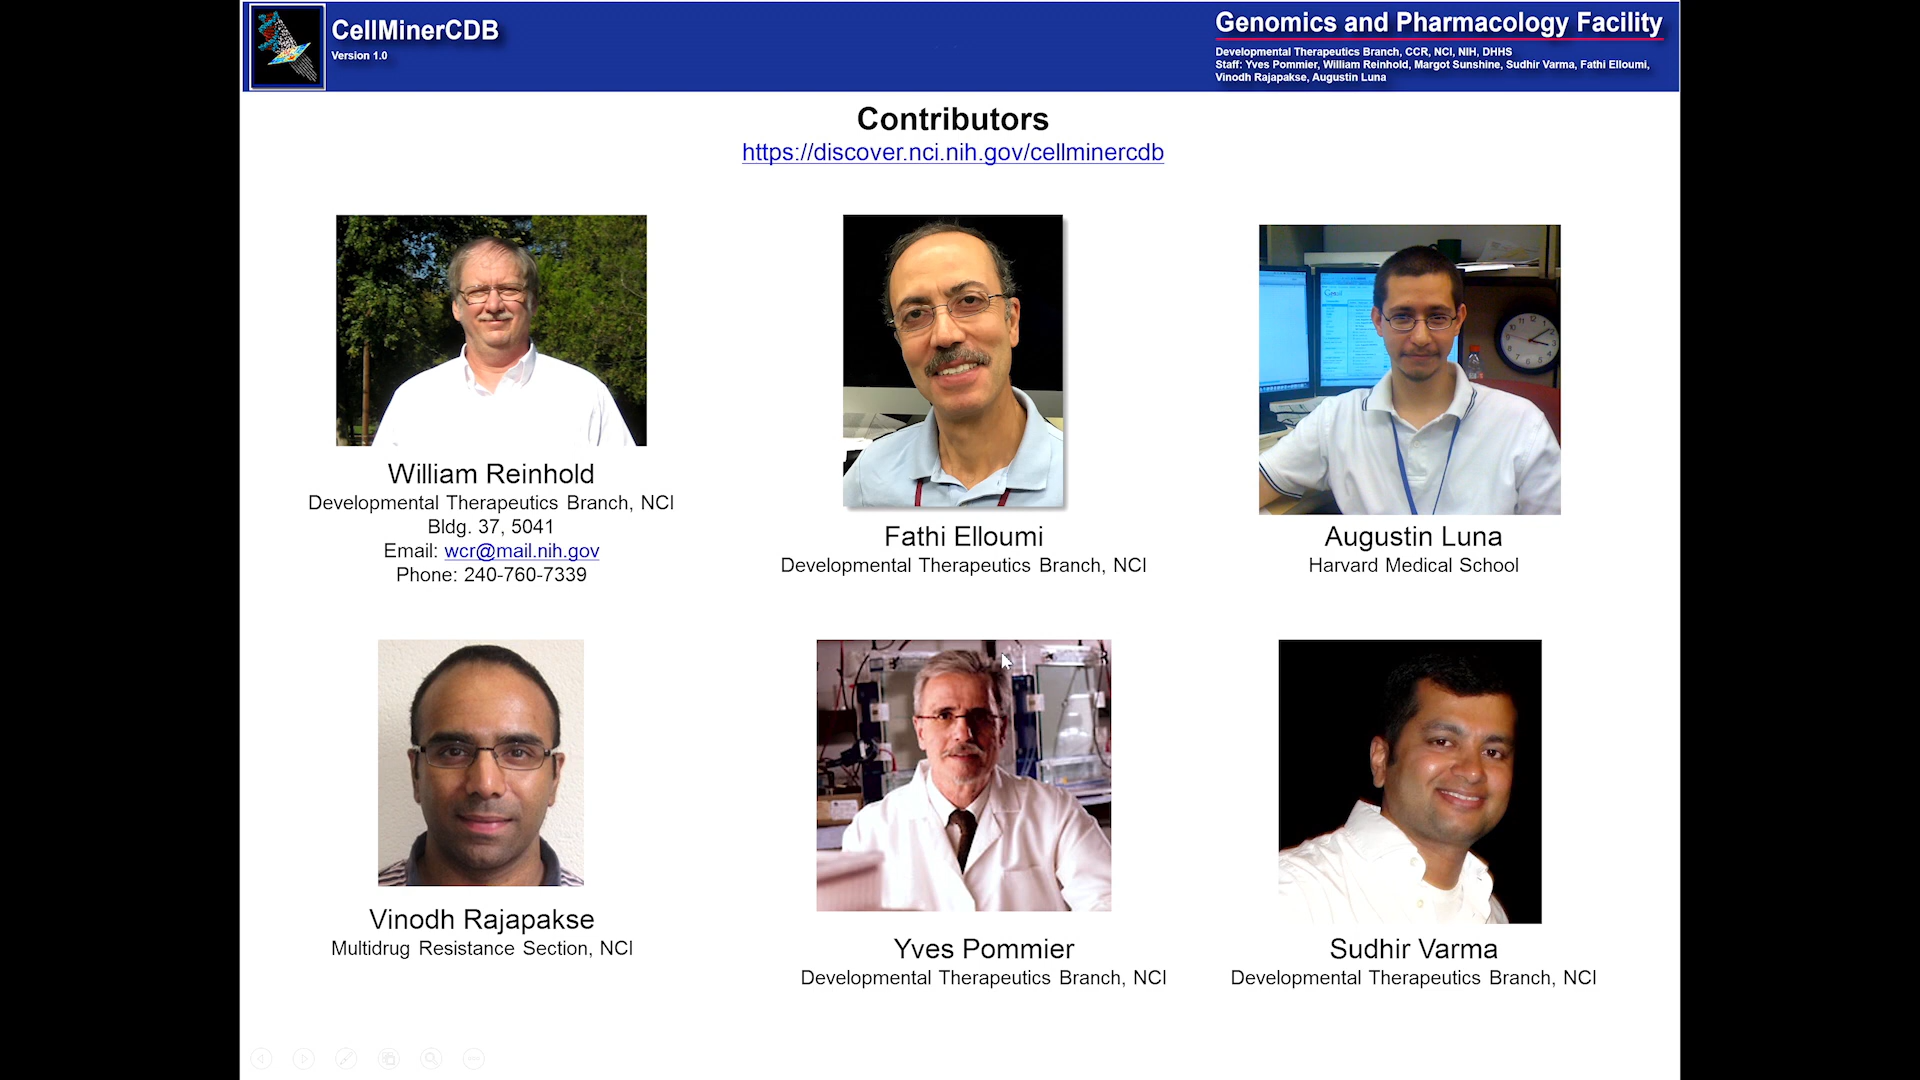 CellMinerCDB
Version 1.0
Genomics and Pharmacology Facility
Developmental Therapeutics Branch, CCR, NCI, NIH, DHHS
Staff: Yves Pommier, William Reinhold, Margot Sunshine, Sudhir Varma, Fathi Elloumi,
Vinodh Rajapakse, Augustin Luna
Contributors
https://discover.nci.nih.gov/cellminercdb
William Reinhold
Developmental Therapeutics Branch, NCI
Bldg. 37, 5041
Email: wcr@mail.nih.gov
Phone: 240-760-7339
Fathi Elloumi
Developmental Therapeutics Branch, NCI
Augustin Luna
Harvard Medical School
Vinodh Rajapakse
Multidrug Resistance Section, NCI
Yves Pommier
Developmental Therapeutics Branch, NCI
Sudhir Varma
Developmental Therapeutics Branch, NCI